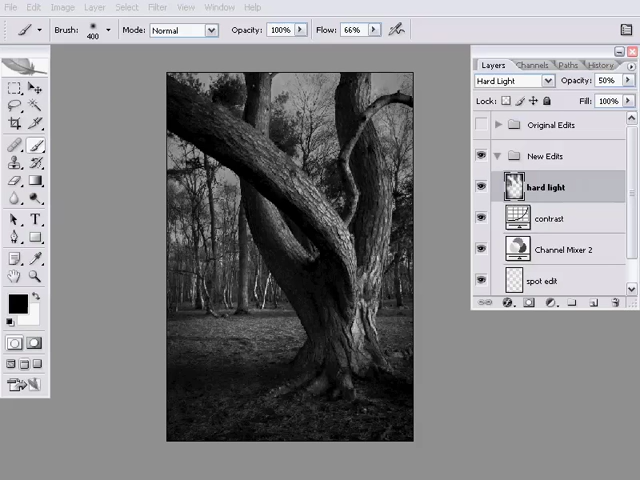 File Edit Image Layer Select Filter View Window Help
Brush: 400 Mode: Normal Opacity: 100% Flow: 66%
Layers Channels Paths History
Hard Light Opacity: 50%
Lock: Fill: 100%
Original Edits
New Edits
hard light
contrast
Channel Mixer 2
spot edit